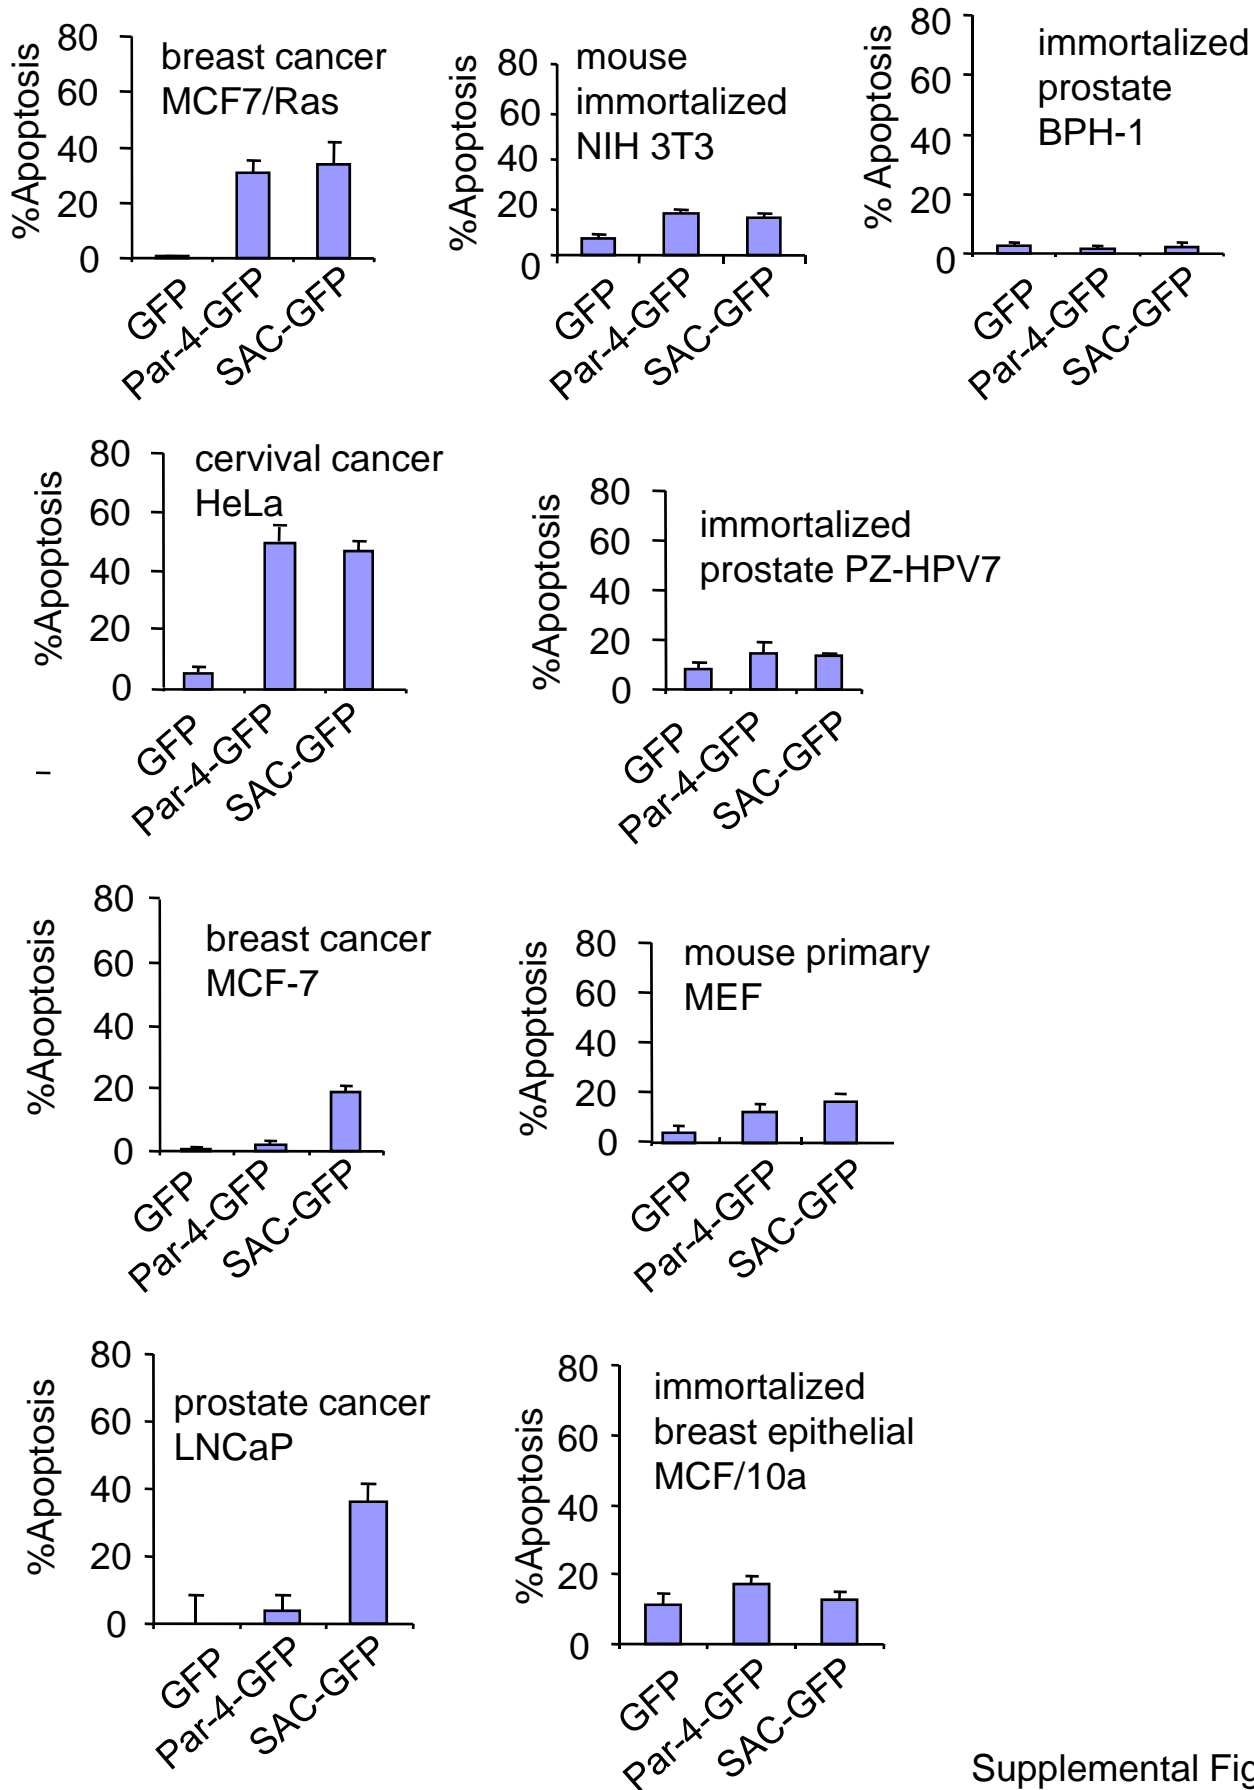 80
60
40
20
0
%Apoptosis
breast cancer
MCF7/Ras
GFP
Par-4-GFP
SAC-GFP
80
60
40
20
0
%Apoptosis
mouse
immortalized
NIH 3T3
GFP
Par-4-GFP
SAC-GFP
80
60
40
20
0
% Apoptosis
immortalized
prostate
BPH-1
GFP
Par-4-GFP
SAC-GFP
80
60
40
20
0
%Apoptosis
cervival cancer
HeLa
GFP
Par-4-GFP
SAC-GFP
80
60
40
20
0
%Apoptosis
immortalized
prostate PZ-HPV7
GFP
Par-4-GFP
SAC-GFP
80
60
40
20
0
%Apoptosis
breast cancer
MCF-7
GFP
Par-4-GFP
SAC-GFP
80
60
40
20
0
%Apoptosis
mouse primary
MEF
GFP
Par-4-GFP
SAC-GFP
80
60
40
20
0
%Apoptosis
prostate cancer
LNCaP
GFP
Par-4-GFP
SAC-GFP
80
60
40
20
0
%Apoptosis
immortalized
breast epithelial
MCF/10a
GFP
Par-4-GFP
SAC-GFP
Supplemental Fig